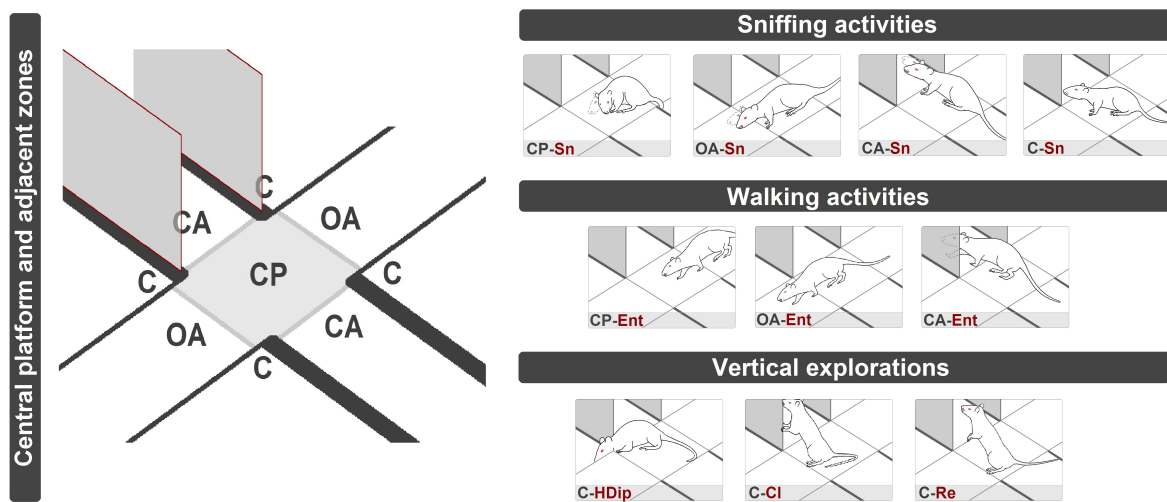 Central platform and adjacent zones
C
CA
OA
C
CP
C
OA
CA
C
Sniffing activities
CP-Sn
OA-Sn
CA-Sn
C-Sn
Walking activities
CP-Ent
OA-Ent
CA-Ent
Vertical explorations
C-HDip
C-Cl
C-Re